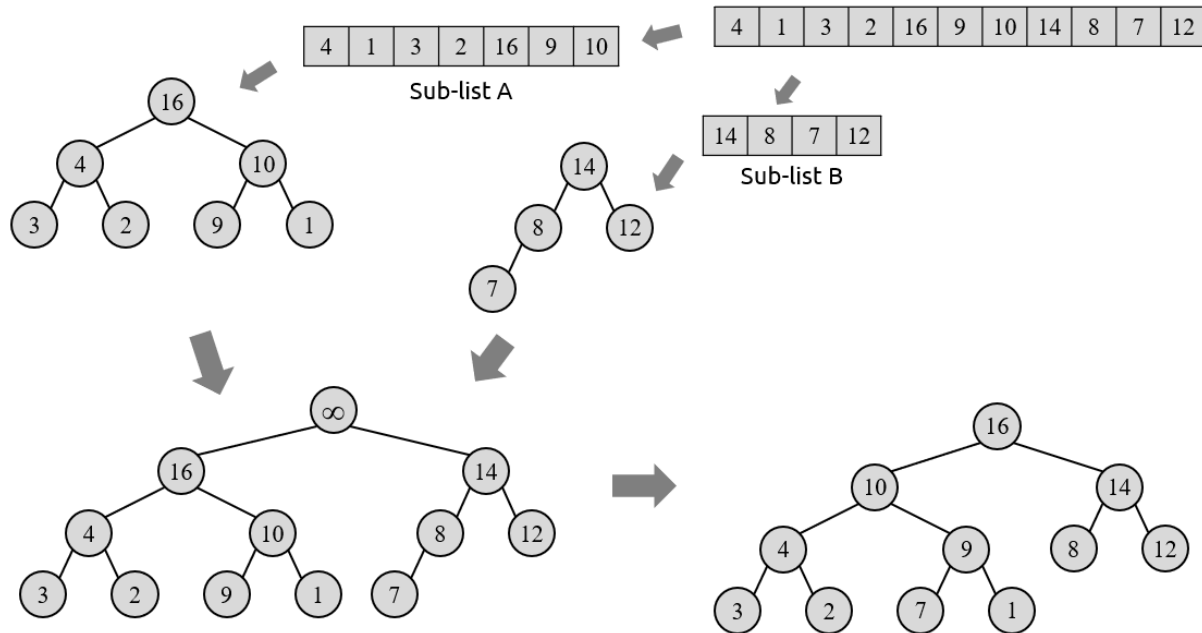 4 1 3 2 16 9 10 14 8 7 12
4 1 3 2 16 9 10
Sub-list A
14 8 7 12
Sub-list B
16
4 10
3 2 9 1
14
8 12
7
∞
16 14
4 10 8 12
3 2 9 1 7
16
10 14
4 9 8 12
3 2 7 1